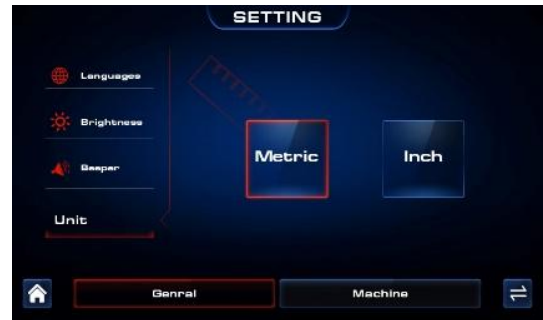 SETTING
Languages
Brightness
Beeper
Unit
Metric
Inch
Genral
Machine